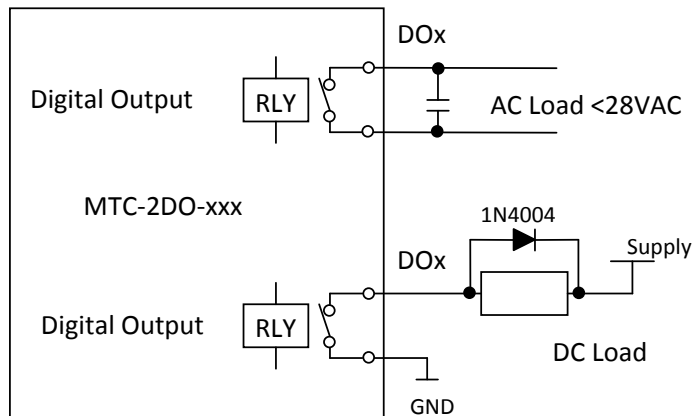 DOx
Digital Output
RLY
AC Load <28VAC
MTC-2DO-xxx
1N4004
DOx
Supply
Digital Output
RLY
DC Load
GND